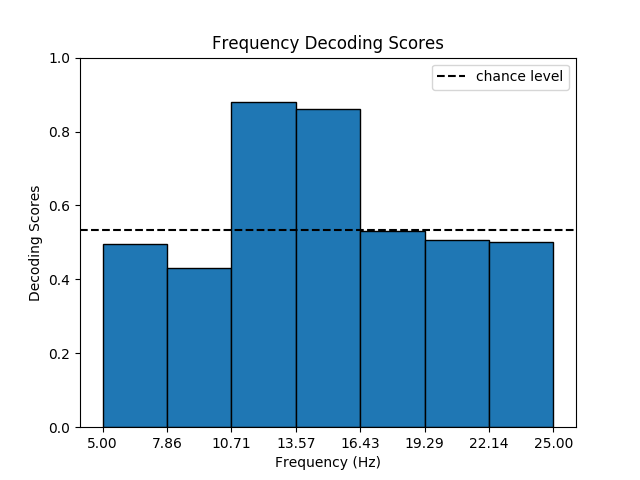 Frequency Decoding Scores
chance level
1.0
0.8
0.6
0.4
0.2
0.0
Decoding Scores
5.00 7.86 10.71 13.57 16.43 19.29 22.14 25.00
Frequency (Hz)